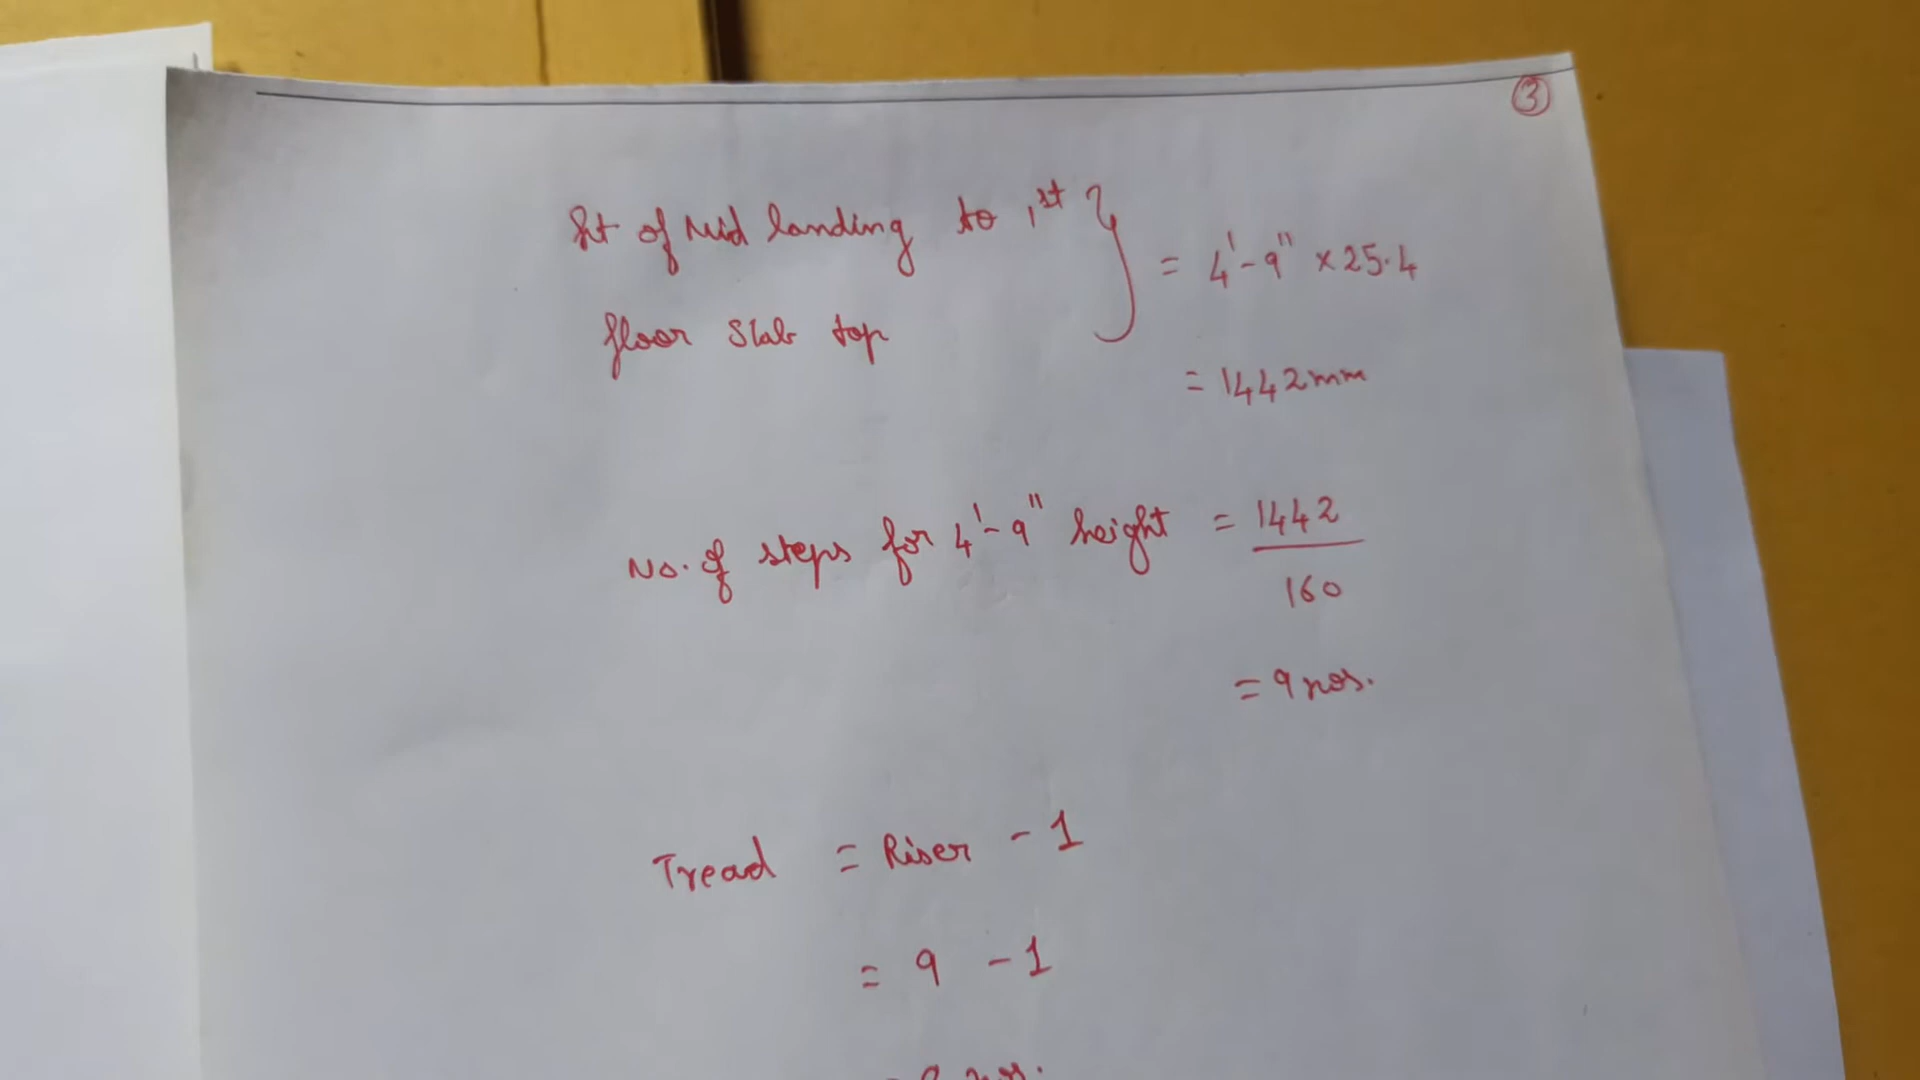 3
ht of Mid landing to 1st } = 4'-9" × 25.4
floor slab top
= 1442mm
No. of steps for 4'-9" height = 1442
160
= 9 nos.
Tread = Riser - 1
= 9 - 1